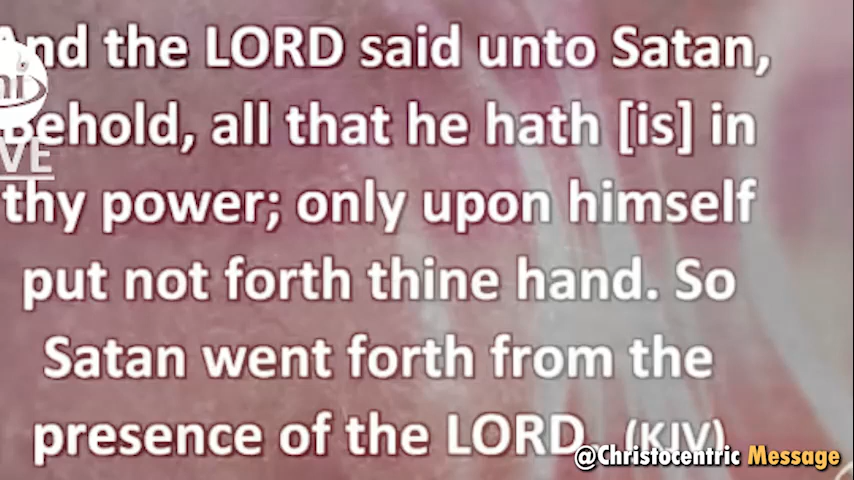 And the LORD said unto Satan,
Behold, all that he hath [is] in
thy power; only upon himself
put not forth thine hand. So
Satan went forth from the
presence of the LORD. (KJV)
@Christocentric Message